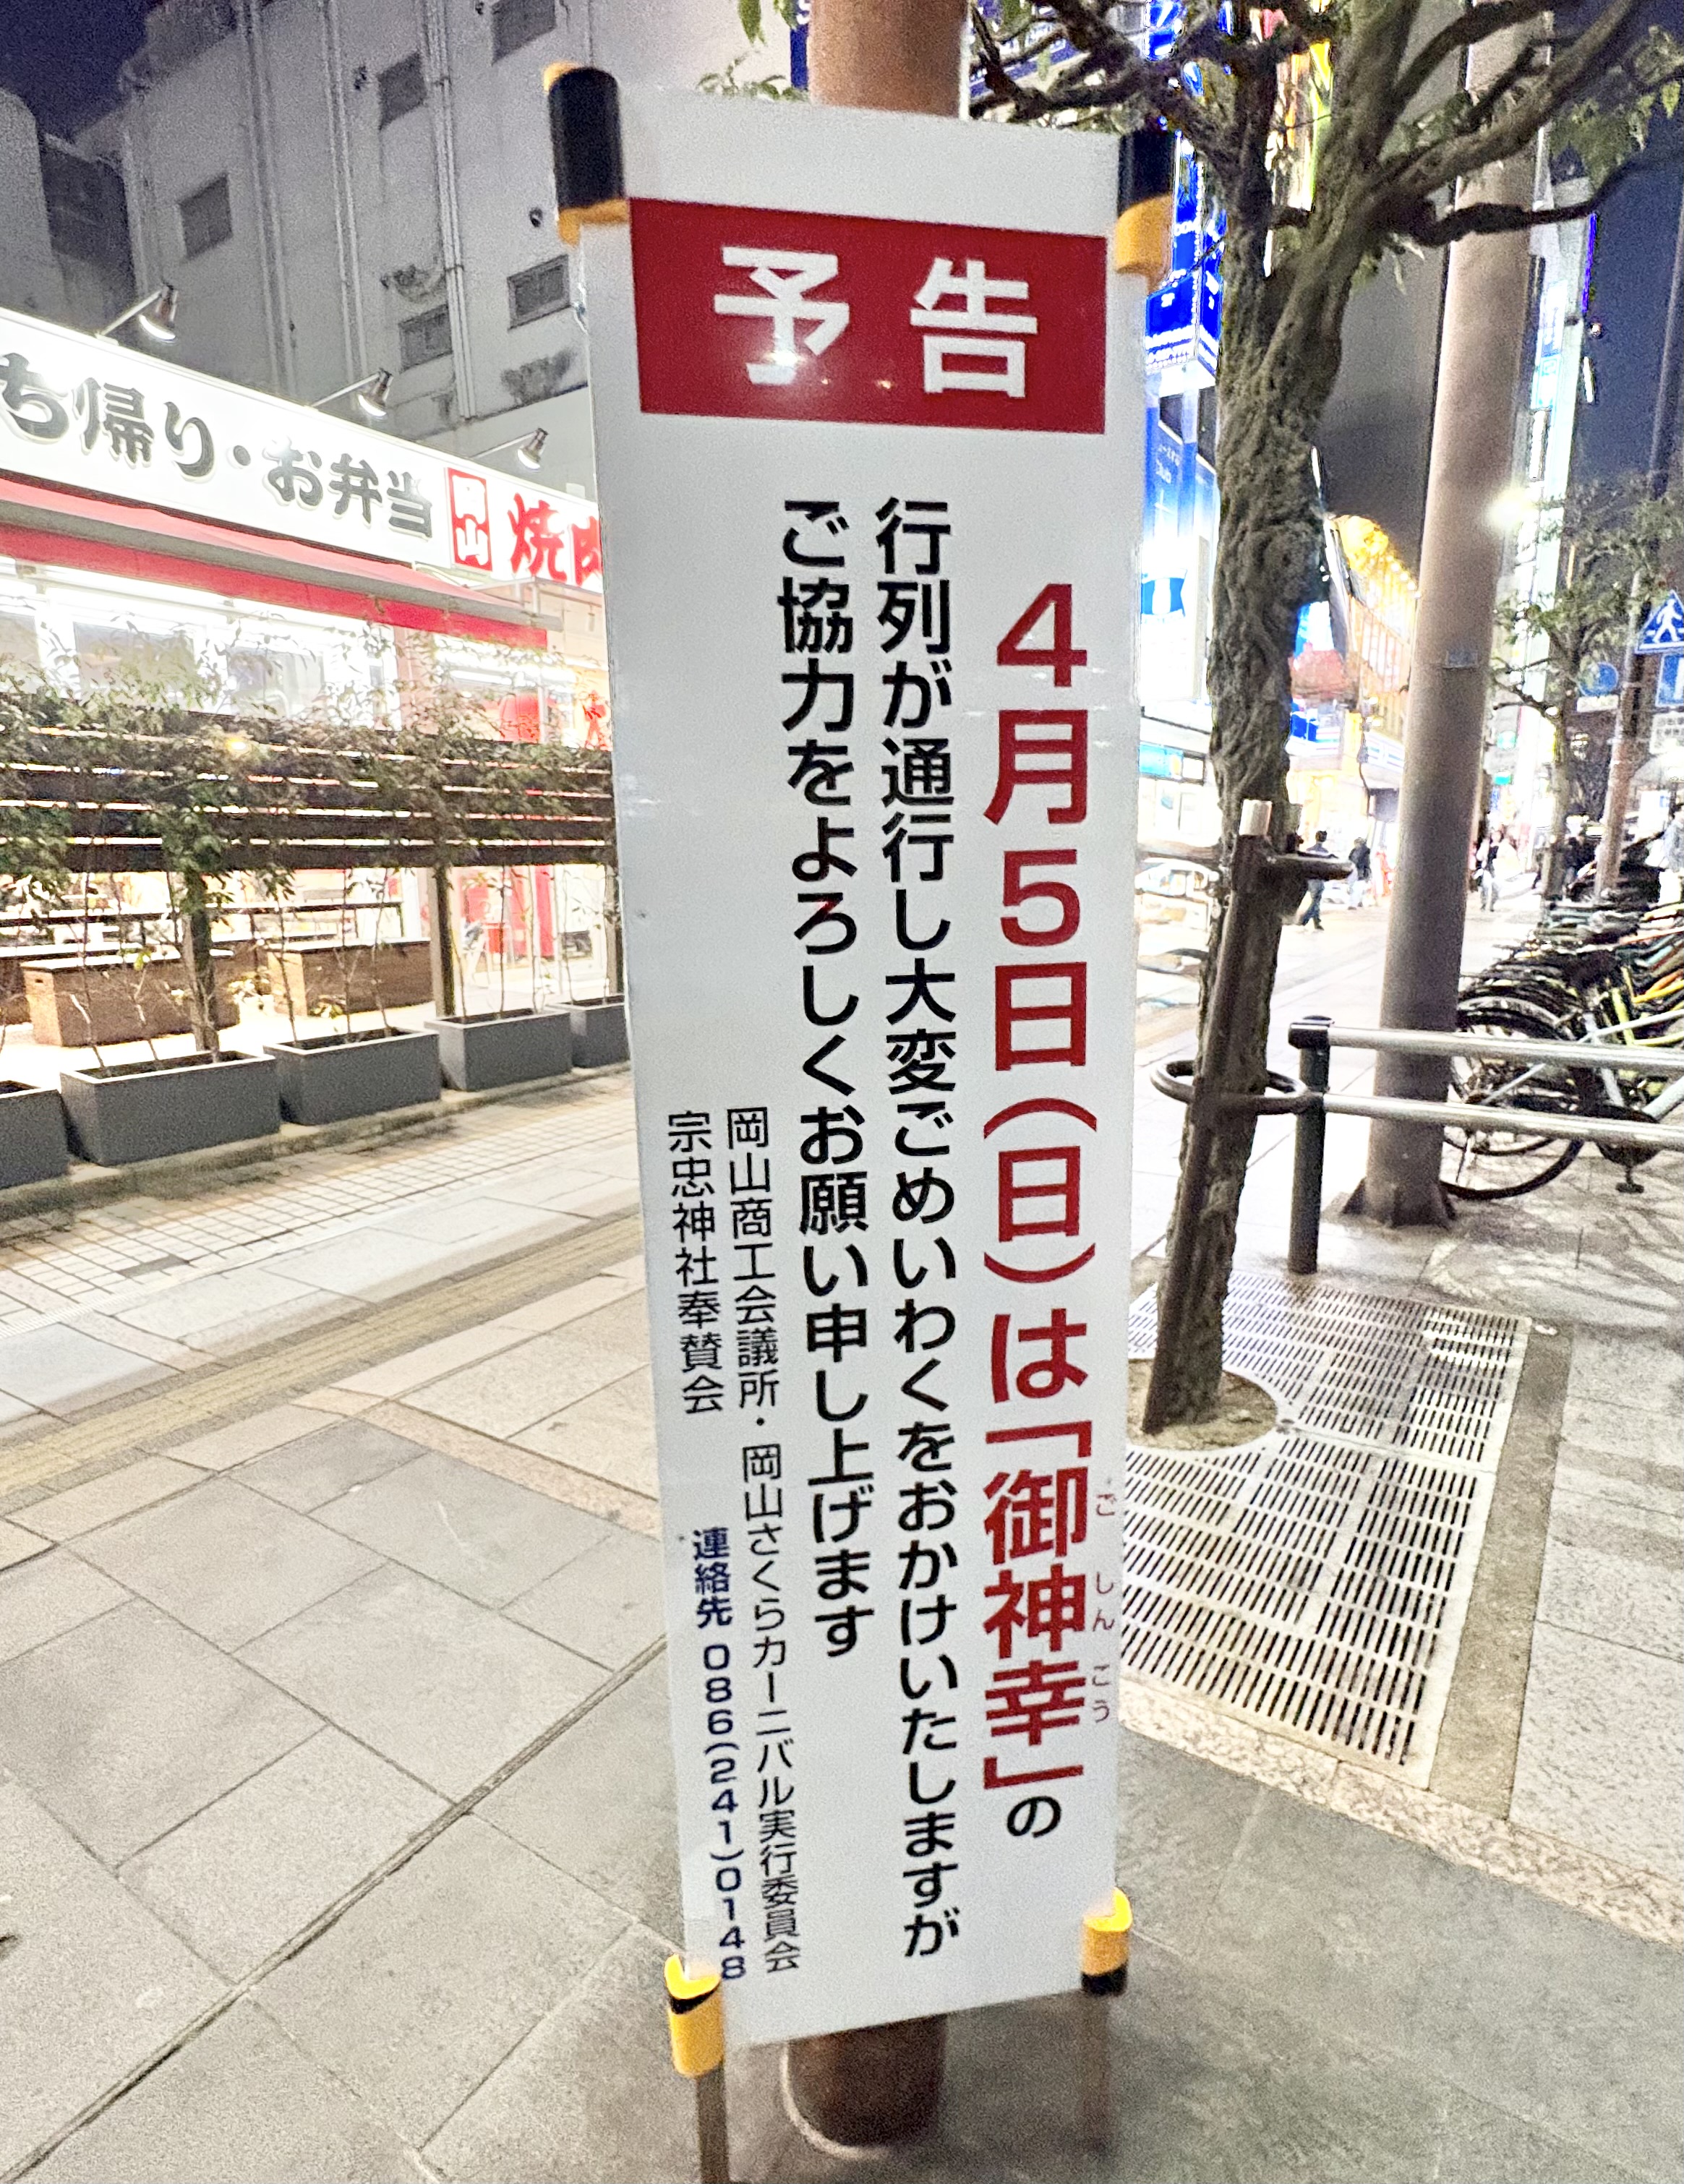 予告
4月5日(日)は「御神幸」の
ごしんこう
行列が通行し大変ごめいわくをおかけいたしますが
ご協力をよろしくお願い申し上げます
岡山商工会議所・岡山さくらカーニバル実行委員会
宗忠神社奉賛会
連絡先 086(241)0148
ち帰り・お弁当
岡山
焼肉